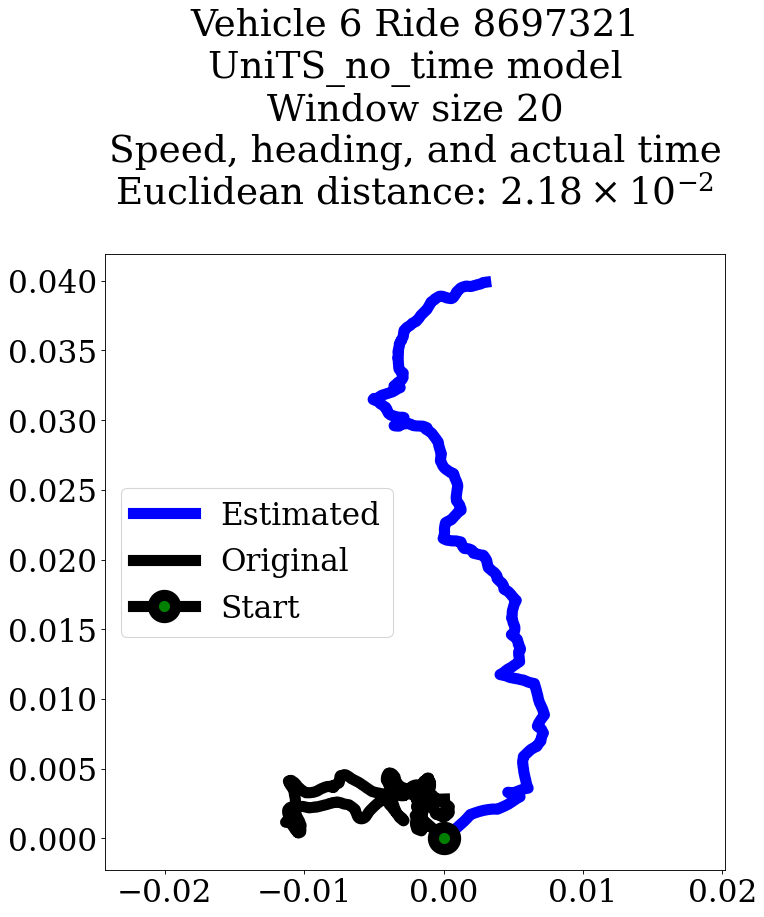 Vehicle 6 Ride 8697321
UniTS_no_time model
Window size 20
Speed, heading, and actual time
Euclidean distance: 2.18 × 10⁻²
0.040
0.035
0.030
0.025
0.020
0.015
0.010
0.005
0.000
Estimated
Original
Start
−0.02 −0.01 0.00 0.01 0.02